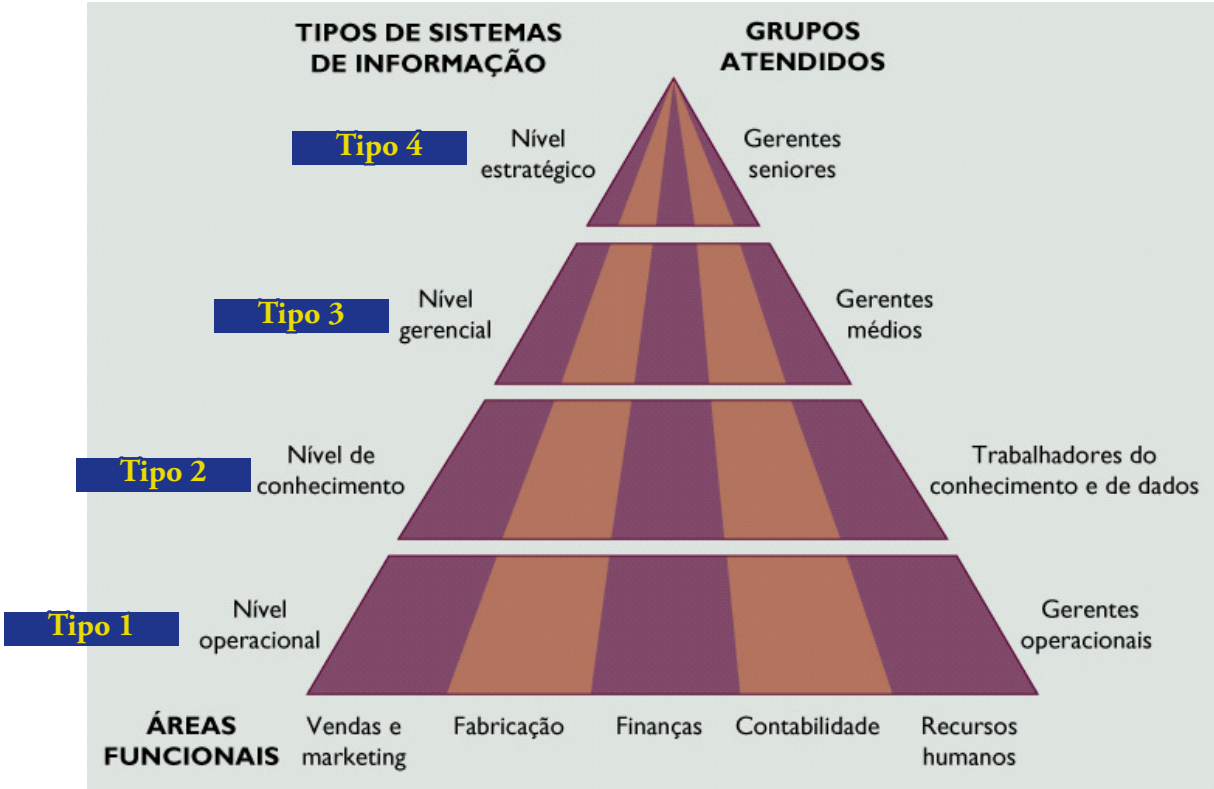 TIPOS DE SISTEMAS
DE INFORMAÇÃO
GRUPOS
ATENDIDOS
Tipo 4
Nível
estratégico
Gerentes
seniores
Tipo 3
Nível
gerencial
Gerentes
médios
Tipo 2
Nível de
conhecimento
Trabalhadores do
conhecimento e de dados
Tipo 1
Nível
operacional
Gerentes
operacionais
ÁREAS
FUNCIONAIS
Vendas e
marketing
Fabricação
Finanças
Contabilidade
Recursos
humanos